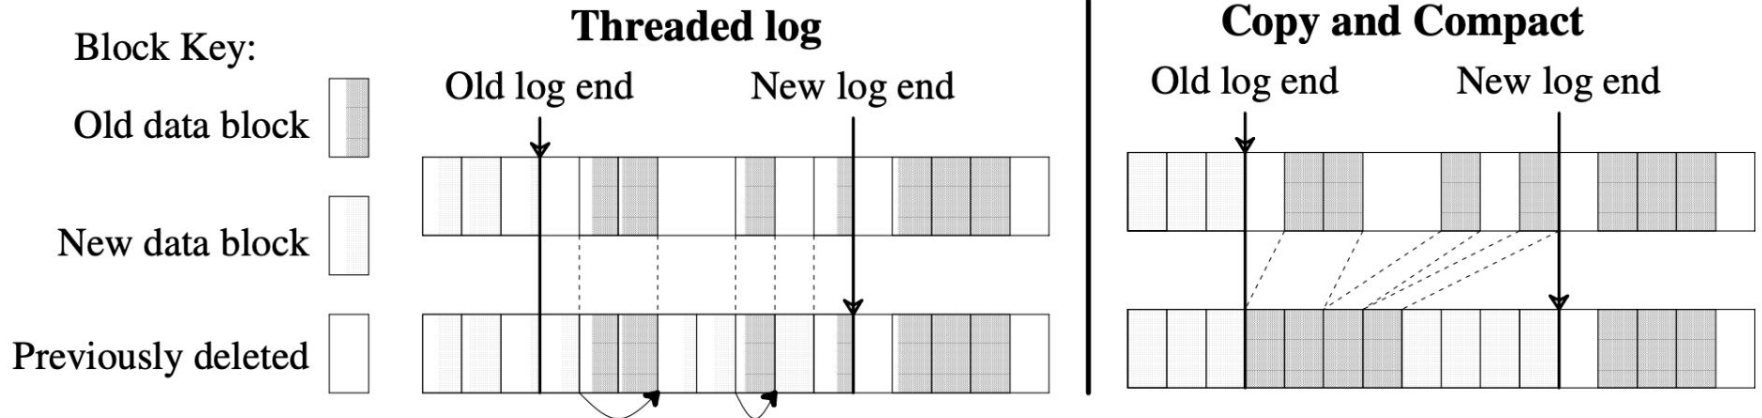 Block Key:
Old data block
New data block
Previously deleted
Threaded log
Old log end
New log end
Copy and Compact
Old log end
New log end